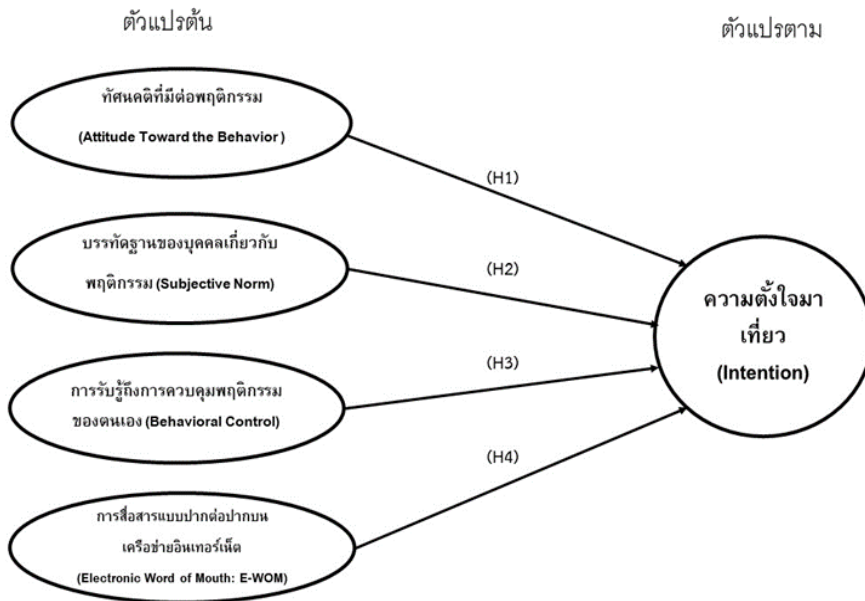 ตัวแปรต้น
ตัวแปรตาม
ทัศนคติที่มีต่อพฤติกรรม
(Attitude Toward the Behavior )
(H1)
บรรทัดฐานของบุคคลเกี่ยวกับ
พฤติกรรม (Subjective Norm)
(H2)
ความตั้งใจมา
เที่ยว
(Intention)
การรับรู้ถึงการควบคุมพฤติกรรม
ของตนเอง (Behavioral Control)
(H3)
(H4)
การสื่อสารแบบปากต่อปากบน
เครือข่ายอินเทอร์เน็ต
(Electronic Word of Mouth: E-WOM)